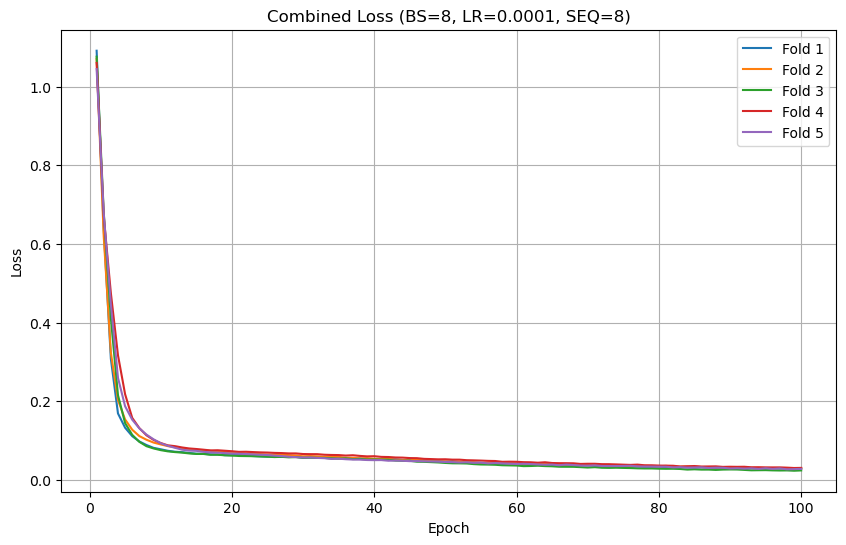 Combined Loss (BS=8, LR=0.0001, SEQ=8)
Fold 1
Fold 2
Fold 3
Fold 4
Fold 5
Loss
1.0
0.8
0.6
0.4
0.2
0.0
0
20
40
60
80
100
Epoch